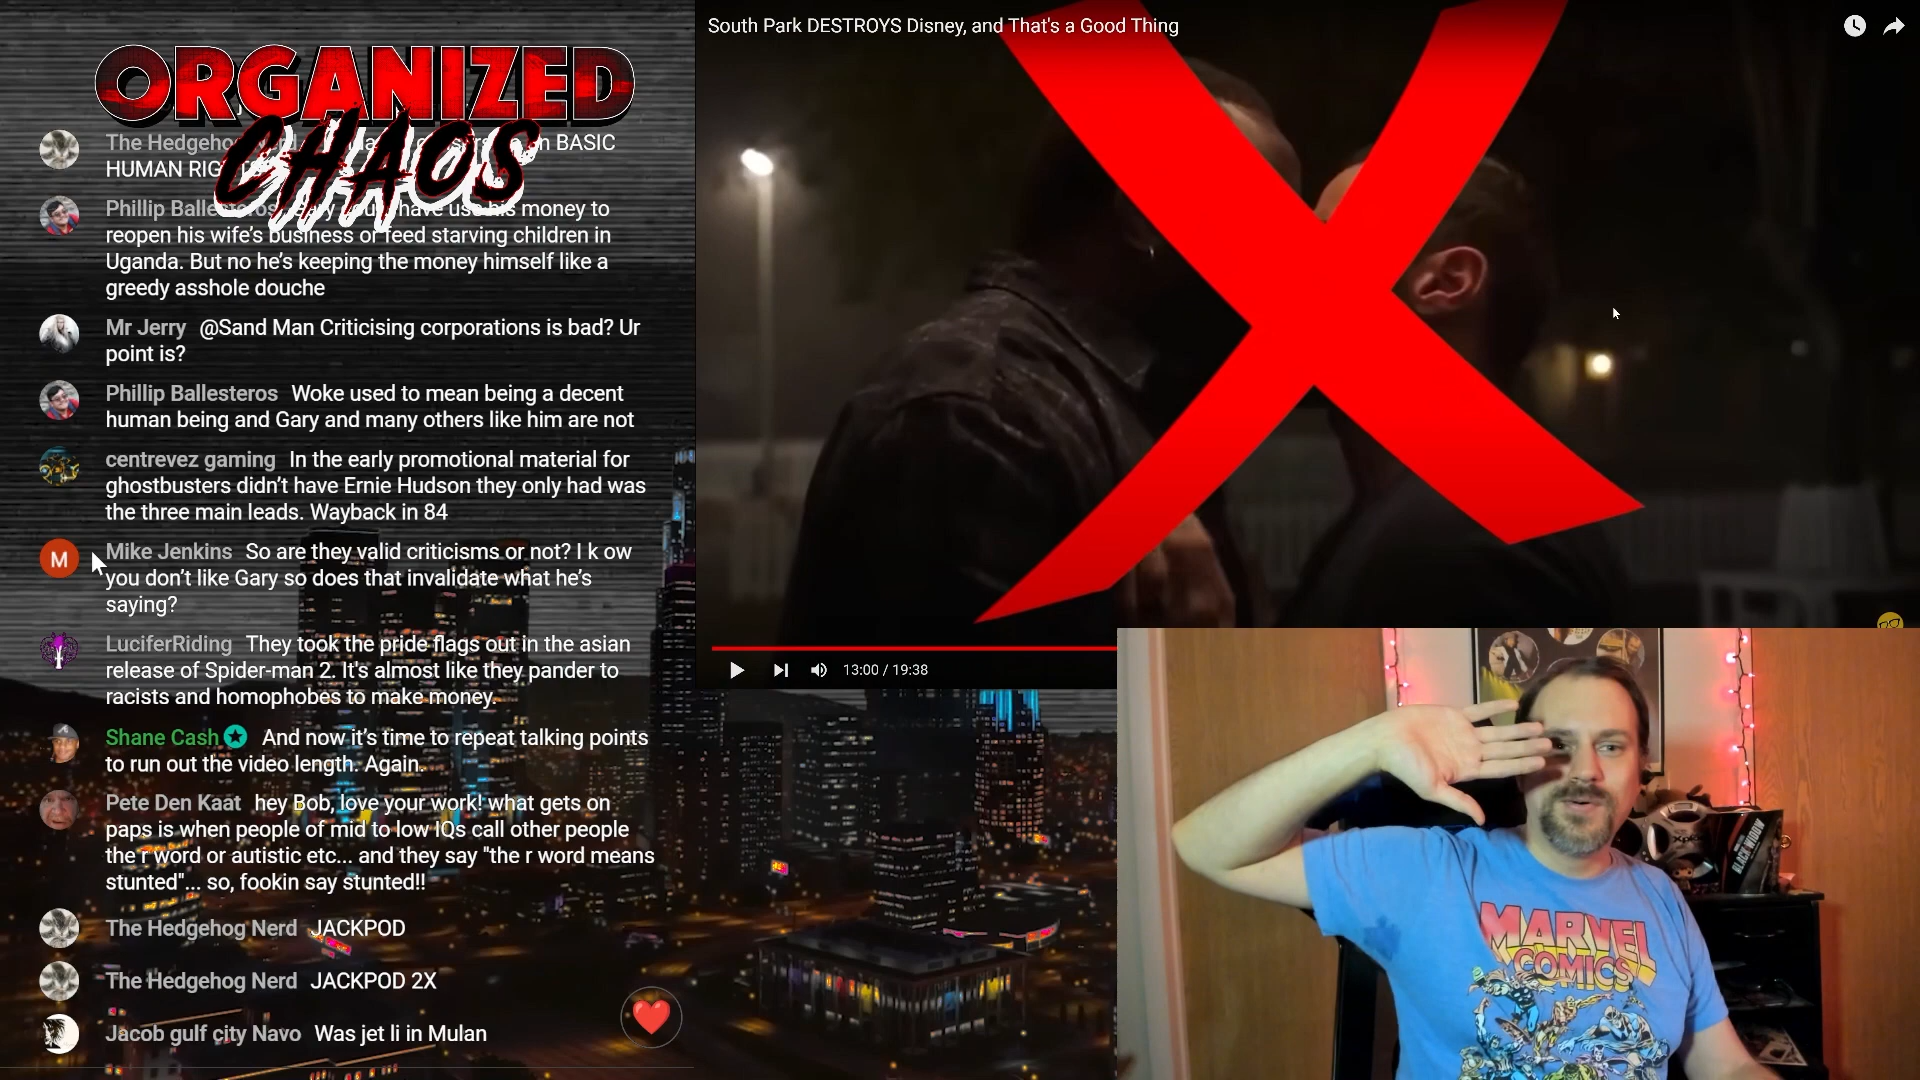 ORGANIZED
CHAOS
The Hedgehog BASIC
HUMAN
Phillip Ballesteros have his money to
reopen his wife's business or feed starving children in
Uganda. But no he's keeping the money himself like a
greedy asshole douche
Mr Jerry @Sand Man Criticising corporations is bad? Ur
point is?
Phillip Ballesteros Woke used to mean being a decent
human being and Gary and many others like him are not
centrevez gaming In the early promotional material for
ghostbusters didn't have Ernie Hudson they only had was
the three main leads. Wayback in 84
M
Mike Jenkins So are they valid criticisms or not? I k ow
you don't like Gary so does that invalidate what he's
saying?
LuciferRiding They took the pride flags out in the asian
release of Spider-man 2. It's almost like they pander to
racists and homophobes to make money.
Shane Cash And now it's time to repeat talking points
to run out the video length. Again.
Pete Den Kaat hey Bob, love your work! what gets on
paps is when people of mid to low IQs call other people
the r word or autistic etc... and they say "the r word means
stunted"... so, fookin say stunted!!
The Hedgehog Nerd JACKPOD
The Hedgehog Nerd JACKPOD 2X
Jacob gulf city Navo Was jet li in Mulan
South Park DESTROYS Disney, and That's a Good Thing
13:00 / 19:38
BLACK WIDOW
MARVEL
COMICS